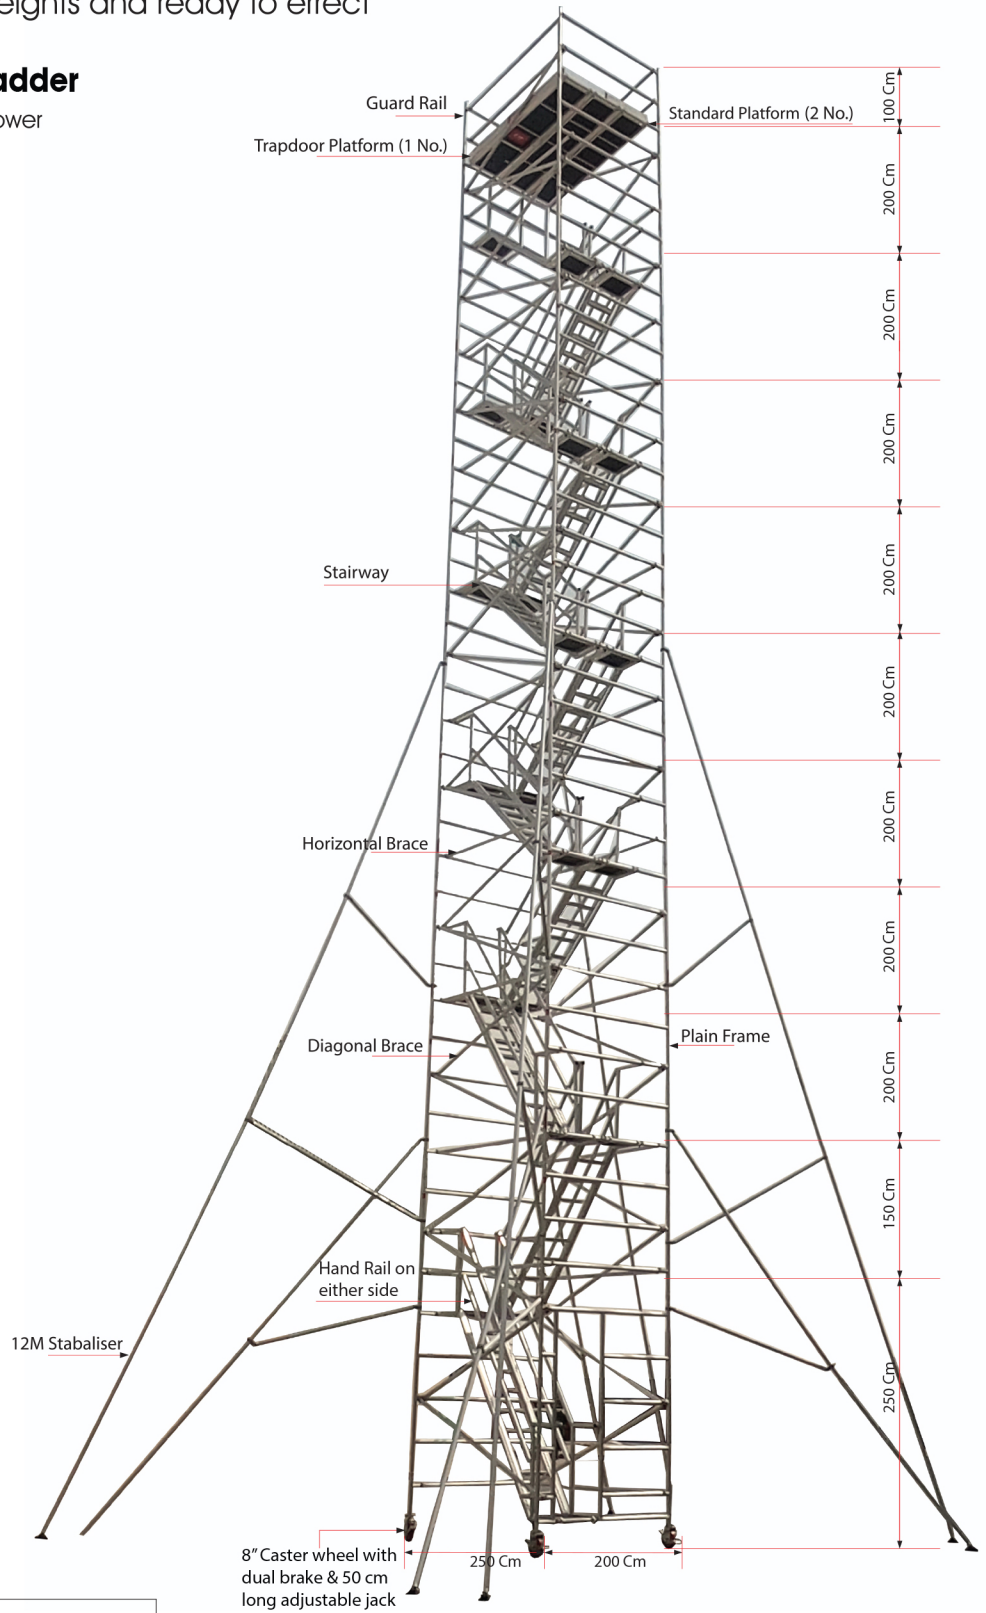 eights and ready to effect
adder
ower
Guard Rail
Standard Platform (2 No.)
Trapdoor Platform (1 No.)
100 Cm
200 Cm
200 Cm
200 Cm
Stairway
200 Cm
200 Cm
Horizontal Brace
200 Cm
200 Cm
Diagonal Brace
Plain Frame
200 Cm
150 Cm
Hand Rail on
either side
12M Stabaliser
250 Cm
8” Caster wheel with
dual brake & 50 cm
long adjustable jack
250 Cm
200 Cm